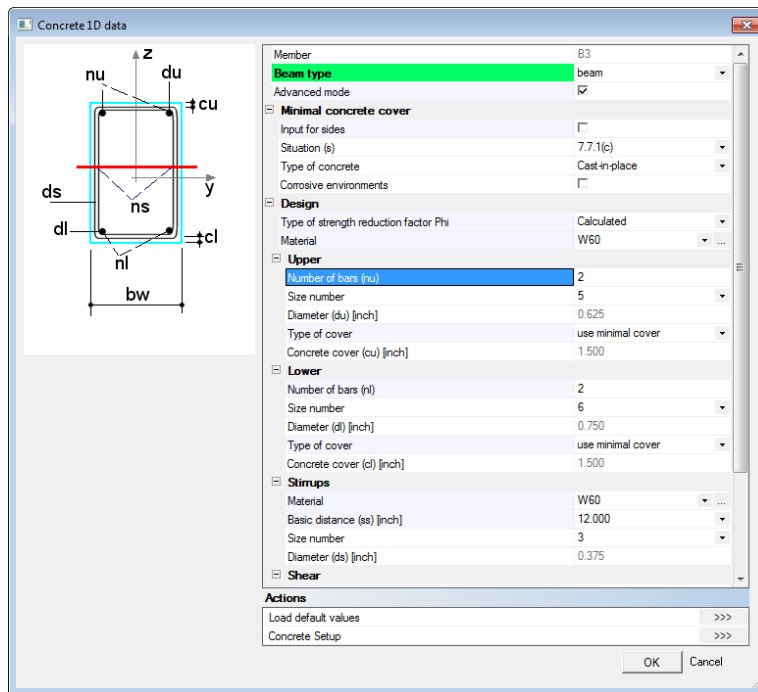 Concrete 1D data
z
nu du
cu
y
ds ns
dl
cl
nl
bw
Member B3
Beam type beam
Advanced mode
Minimal concrete cover
Input for sides
Situation (s) 7.7.1(c)
Type of concrete Cast-in-place
Corrosive environments
Design
Type of strength reduction factor Phi Calculated
Material W60 ...
Upper
Number of bars (nu) 2
Size number 5
Diameter (du) [inch] 0.625
Type of cover use minimal cover
Concrete cover (cu) [inch] 1.500
Lower
Number of bars (nl) 2
Size number 6
Diameter (dl) [inch] 0.750
Type of cover use minimal cover
Concrete cover (cl) [inch] 1.500
Stirrups
Material W60 ...
Basic distance (ss) [inch] 12.000
Size number 3
Diameter (ds) [inch] 0.375
Shear
Actions
Load default values >>>
Concrete Setup >>>
OK Cancel